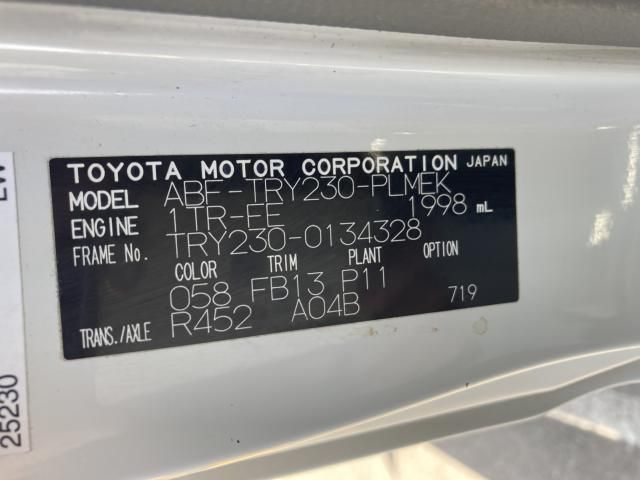 TOYOTA MOTOR CORPORATION JAPAN
MODEL ABF-TRY230-PLMEK
ENGINE 1TR-FE 1998 mL
FRAME No. TRY230-0134328
COLOR TRIM PLANT OPTION
058 FB13 P11
719
TRANS./AXLE R452 A04B
25230